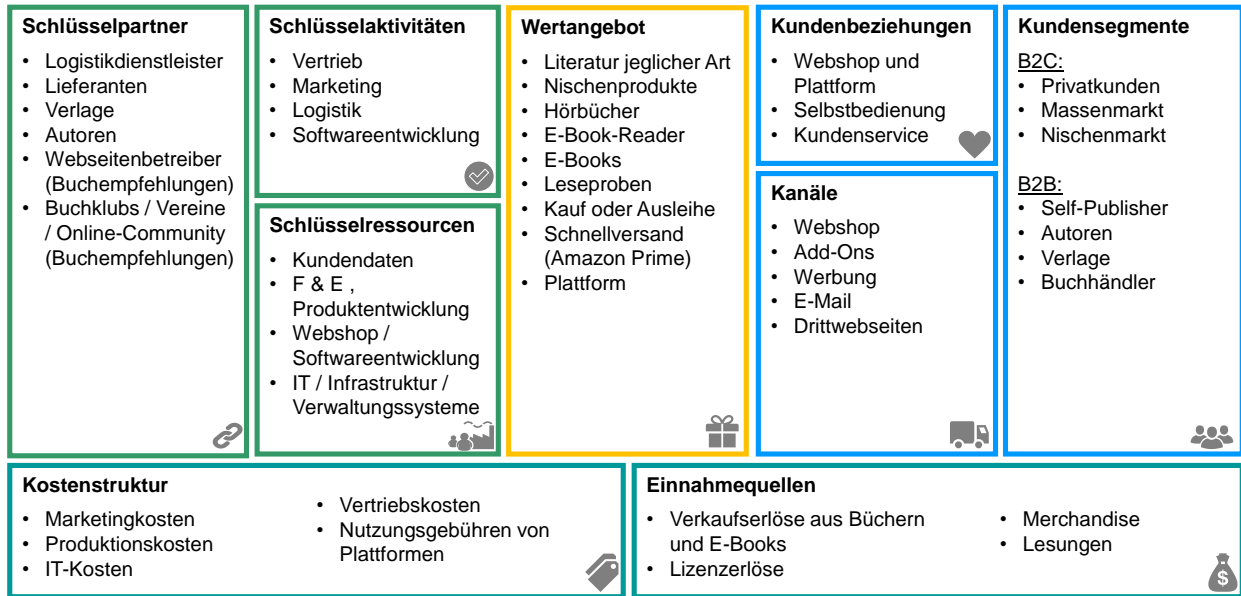 Schlüsselpartner
• Logistikdienstleister
• Lieferanten
• Verlage
• Autoren
• Webseitenbetreiber
(Buchempfehlungen)
• Buchklubs / Vereine
/ Online-Community
(Buchempfehlungen)
Schlüsselaktivitäten
• Vertrieb
• Marketing
• Logistik
• Softwareentwicklung
Schlüsselressourcen
• Kundendaten
• F & E ,
Produktentwicklung
• Webshop /
Softwareentwicklung
• IT / Infrastruktur /
Verwaltungssysteme
Wertangebot
• Literatur jeglicher Art
• Nischenprodukte
• Hörbücher
• E-Book-Reader
• E-Books
• Leseproben
• Kauf oder Ausleihe
• Schnellversand
(Amazon Prime)
• Plattform
Kundenbeziehungen
• Webshop und
Plattform
• Selbstbedienung
• Kundenservice
Kanäle
• Webshop
• Add-Ons
• Werbung
• E-Mail
• Drittwebseiten
Kundensegmente
B2C:
• Privatkunden
• Massenmarkt
• Nischenmarkt
B2B:
• Self-Publisher
• Autoren
• Verlage
• Buchhändler
Kostenstruktur
• Marketingkosten
• Produktionskosten
• IT-Kosten
• Vertriebskosten
• Nutzungsgebühren von
Plattformen
Einnahmequellen
• Verkaufserlöse aus Büchern
und E-Books
• Lizenzerlöse
• Merchandise
• Lesungen
$